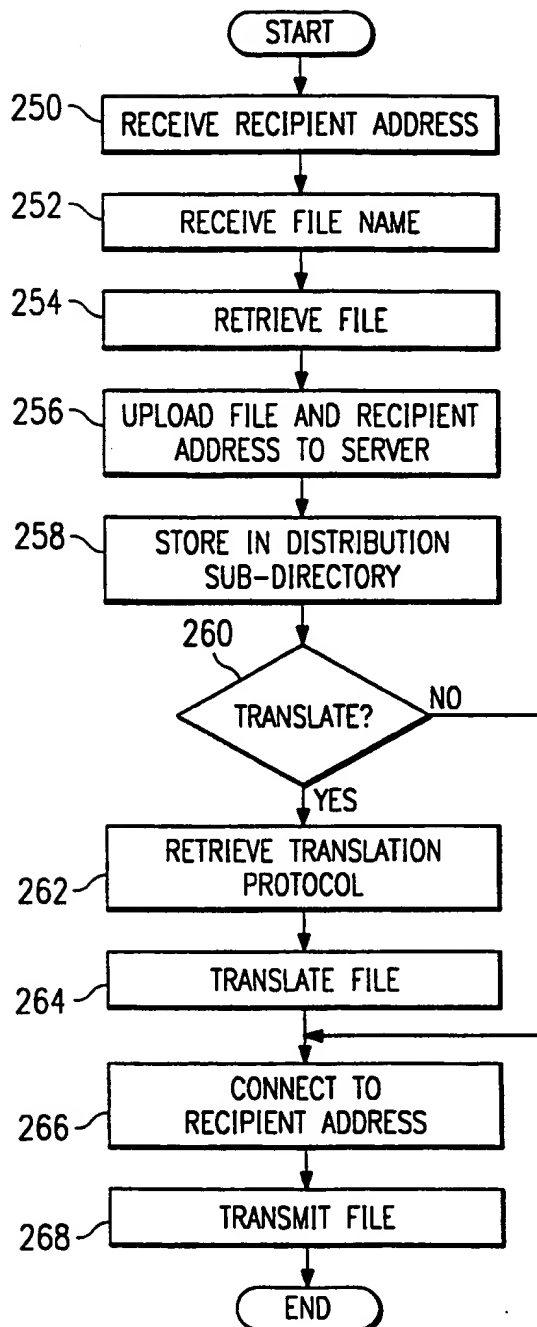 START
250
RECEIVE RECIPIENT ADDRESS
252
RECEIVE FILE NAME
254
RETRIEVE FILE
256
UPLOAD FILE AND RECIPIENT
ADDRESS TO SERVER
258
STORE IN DISTRIBUTION
SUB-DIRECTORY
260
TRANSLATE?
NO
YES
RETRIEVE TRANSLATION
PROTOCOL
262
TRANSLATE FILE
264
CONNECT TO
RECIPIENT ADDRESS
266
TRANSMIT FILE
268
END